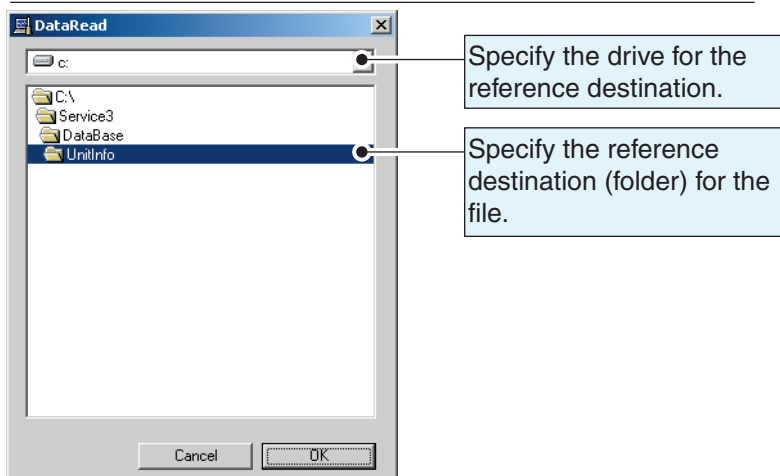 DataRead
c:
C:\
Service3
DataBase
UnitInfo
Cancel
OK
Specify the drive for the
reference destination.
Specify the reference
destination (folder) for the
file.